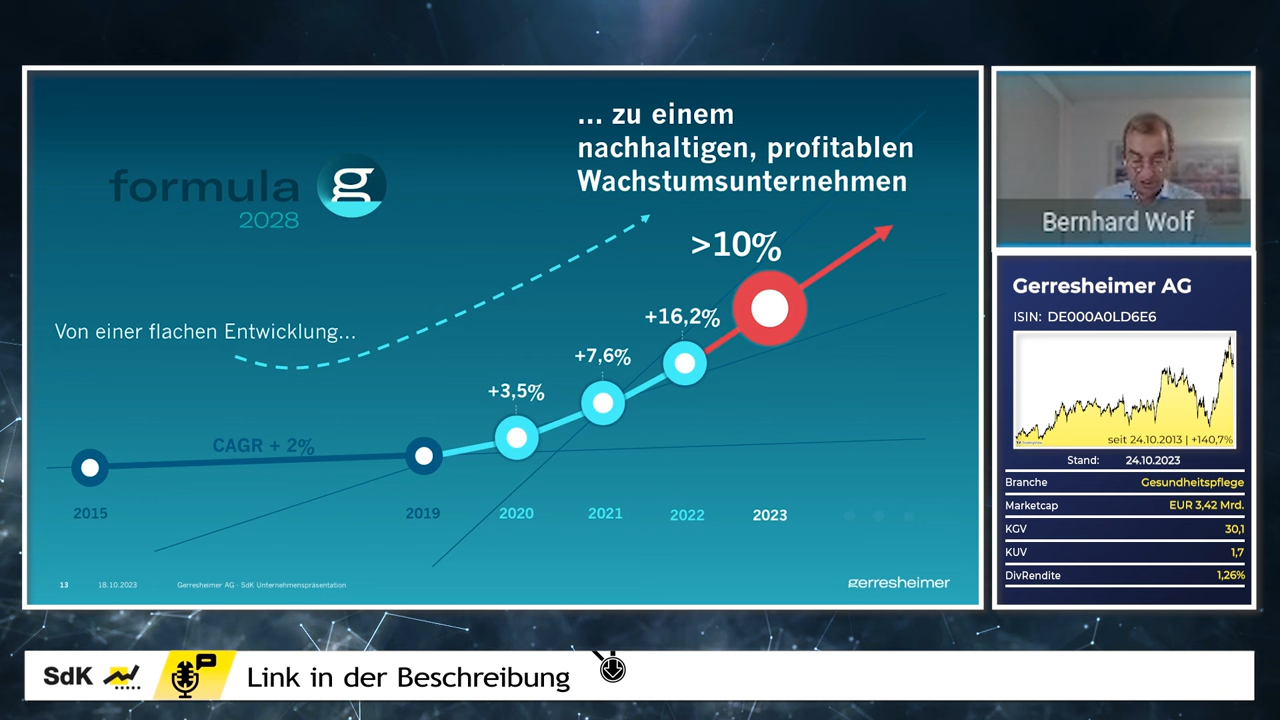 ... zu einem
nachhaltigen, profitablen
Wachstumsunternehmen
formula
2028
g
>10%
Von einer flachen Entwicklung...
+16,2%
+7,6%
+3,5%
CAGR + 2%
2015
2019
2020
2021
2022
2023
13
18.10.2023
Gerresheimer AG - SdK Unternehmenspräsentation
gerresheimer
Bernhard Wolf
Gerresheimer AG
ISIN: DE000A0LD6E6
seit 24.10.2013 | +140,7%
Stand: 24.10.2023
Branche Gesundheitspflege
Marketcap EUR 3,42 Mrd.
KGV 30,1
KUV 1,7
DivRendite 1,26%
SdK
Link in der Beschreibung